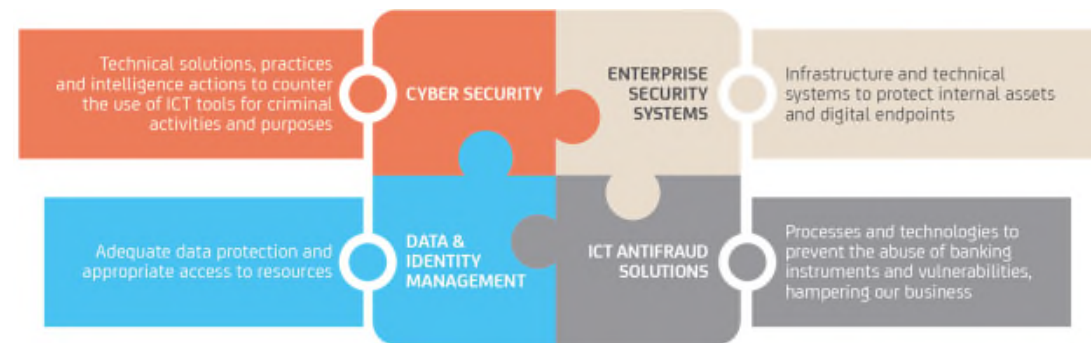 Technical solutions, practices
and intelligence actions to counter
the use of ICT tools for criminal
activities and purposes
CYBER SECURITY
ENTERPRISE
SECURITY
SYSTEMS
Infrastructure and technical
systems to protect internal assets
and digital endpoints
Adequate data protection and
appropriate access to resources
DATA &
IDENTITY
MANAGEMENT
ICT ANTIFRAUD
SOLUTIONS
Processes and technologies to
prevent the abuse of banking
instruments and vulnerabilities,
hampering our business